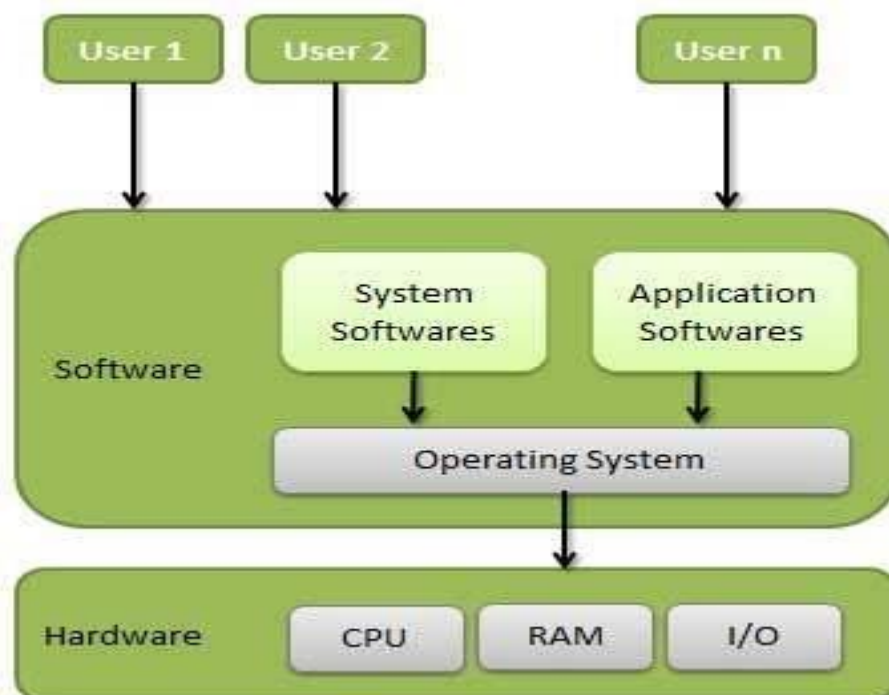 User 1
User 2
User n
System
Softwares
Application
Softwares
Software
Operating System
Hardware
CPU
RAM
I/O